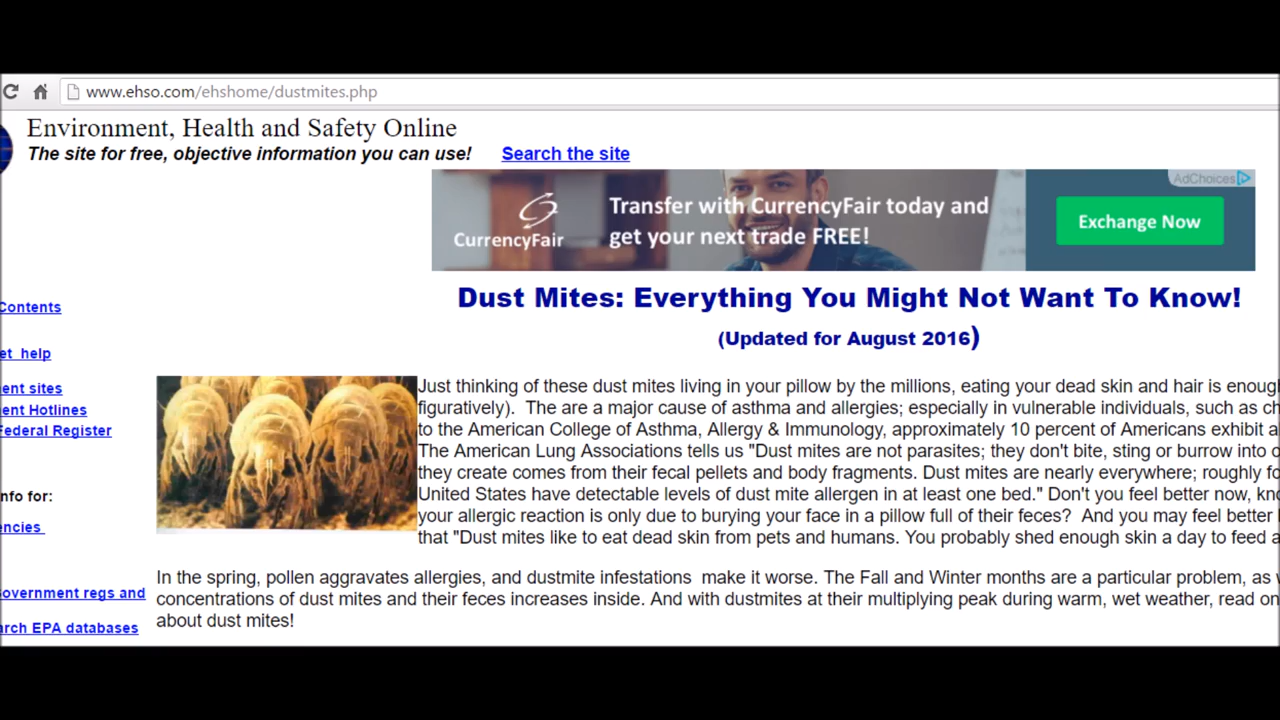 www.ehso.com/ehshome/dustmites.php
Environment, Health and Safety Online
The site for free, objective information you can use! Search the site
AdChoices
Transfer with CurrencyFair today and
get your next trade FREE!
CurrencyFair
Exchange Now
Dust Mites: Everything You Might Not Want To Know!
(Updated for August 2016)
Contents
help
sites
Hotlines
Federal Register
for:
Government regs and
EPA databases
Just thinking of these dust mites living in your pillow by the millions, eating your dead skin and hair is
figuratively). The are a major cause of asthma and allergies; especially in vulnerable individuals, such as
to the American College of Asthma, Allergy & Immunology, approximately 10 percent of Americans exhibit
The American Lung Associations tells us "Dust mites are not parasites; they don't bite, sting or burrow into
they create comes from their fecal pellets and body fragments. Dust mites are nearly everywhere; roughly
United States have detectable levels of dust mite allergen in at least one bed." Don't you feel better now,
your allergic reaction is only due to burying your face in a pillow full of their feces? And you may feel better
that "Dust mites like to eat dead skin from pets and humans. You probably shed enough skin a day to feed
In the spring, pollen aggravates allergies, and dustmite infestations make it worse. The Fall and Winter months are a particular problem, as
concentrations of dust mites and their feces increases inside. And with dustmites at their multiplying peak during warm, wet weather, read on
about dust mites!